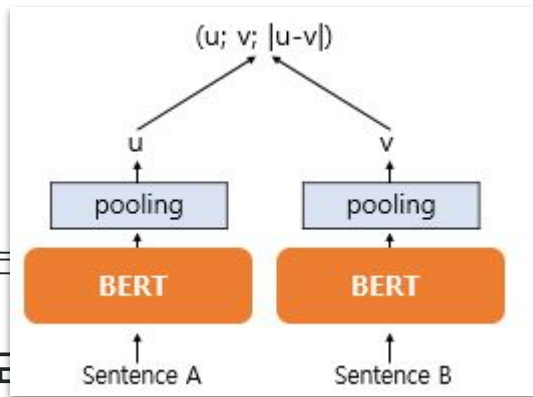 (u; v; |u-v|)
u v
pooling pooling
BERT BERT
Sentence A Sentence B